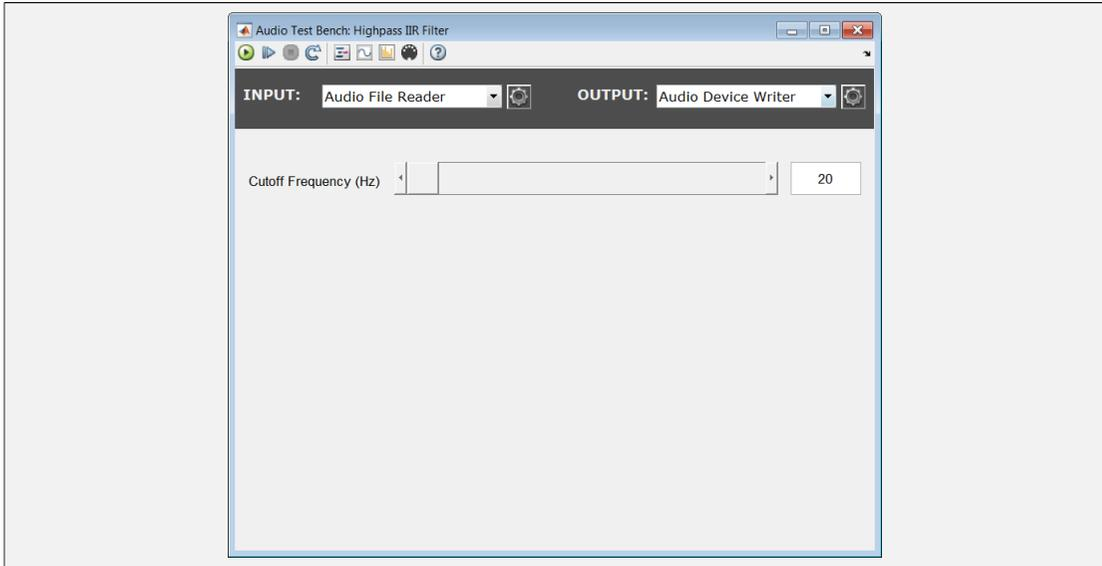 Audio Test Bench: Highpass IIR Filter
INPUT: Audio File Reader OUTPUT: Audio Device Writer
Cutoff Frequency (Hz) 20